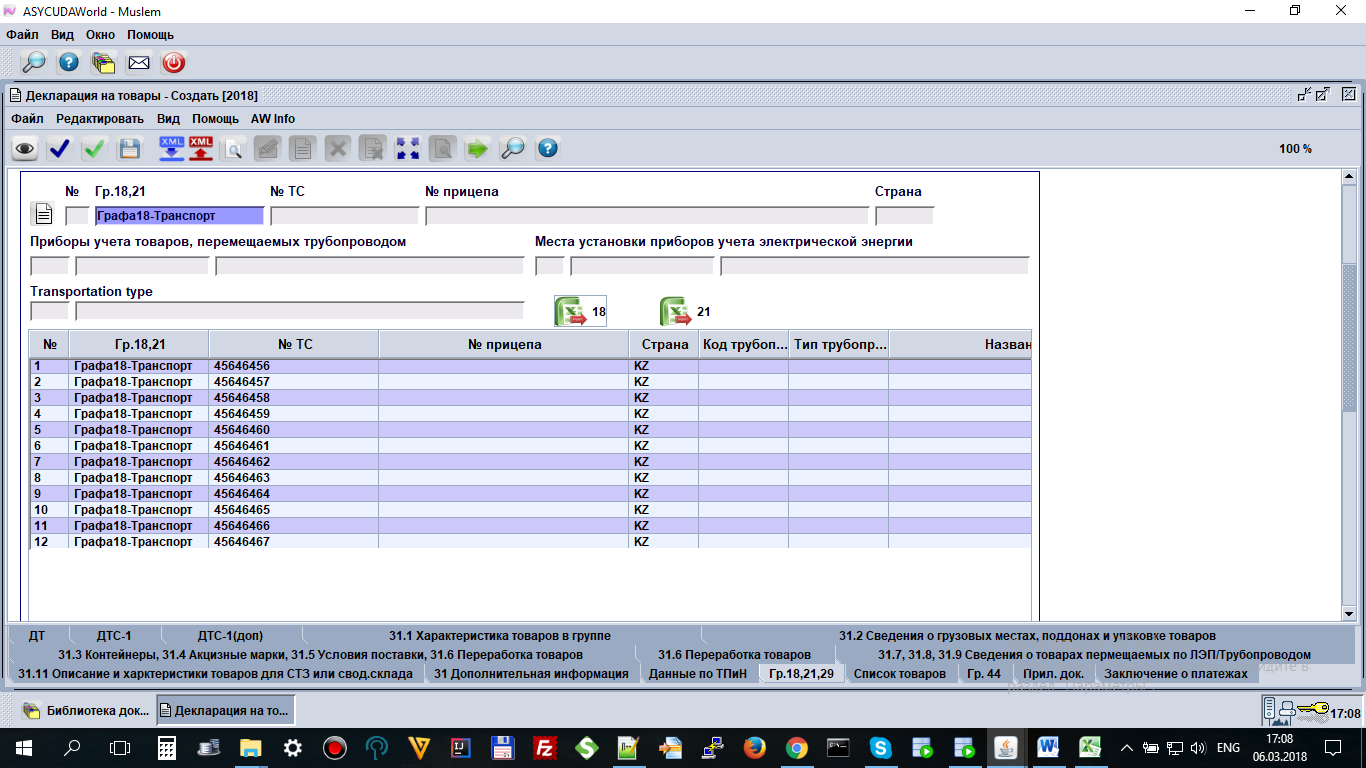 ASYCUDAWorld - Muslem
Файл Вид Окно Помощь
Декларация на товары - Создать [2018]
Файл Редактировать Вид Помощь AW Info
XML XML 100 %
№ Гр.18,21 № ТС № прицепа Страна
Графа18-Транспорт
Приборы учета товаров, перемещаемых трубопроводом Места установки приборов учета электрической энергии
Transportation type
18 21
№ Гр.18,21 № ТС № прицепа Страна Код трубоп... Тип трубопр... Назван
1 Графа18-Транспорт 45646456 KZ
2 Графа18-Транспорт 45646457 KZ
3 Графа18-Транспорт 45646458 KZ
4 Графа18-Транспорт 45646459 KZ
5 Графа18-Транспорт 45646460 KZ
6 Графа18-Транспорт 45646461 KZ
7 Графа18-Транспорт 45646462 KZ
8 Графа18-Транспорт 45646463 KZ
9 Графа18-Транспорт 45646464 KZ
10 Графа18-Транспорт 45646465 KZ
11 Графа18-Транспорт 45646466 KZ
12 Графа18-Транспорт 45646467 KZ
ДТ ДТС-1 ДТС-1(доп) 31.1 Характеристика товаров в группе 31.2 Сведения о грузовых местах, поддонах и упаковке товаров
31.3 Контейнеры, 31.4 Акцизные марки, 31.5 Условия поставки, 31.6 Переработка товаров 31.6 Переработка товаров 31.7, 31.8, 31.9 Сведения о товарах пермещаемых по ЛЭП/Трубопроводом
31.11 Описание и харктеристики товаров для СТЗ или свод.склада 31 Дополнительная информация Данные по ТПиН Гр.18,21,29 Список товаров Гр. 44 Прил. док. Заключение о платежах
Библиотека док... Декларация на то... 17:08
17:08
ENG
06.03.2018